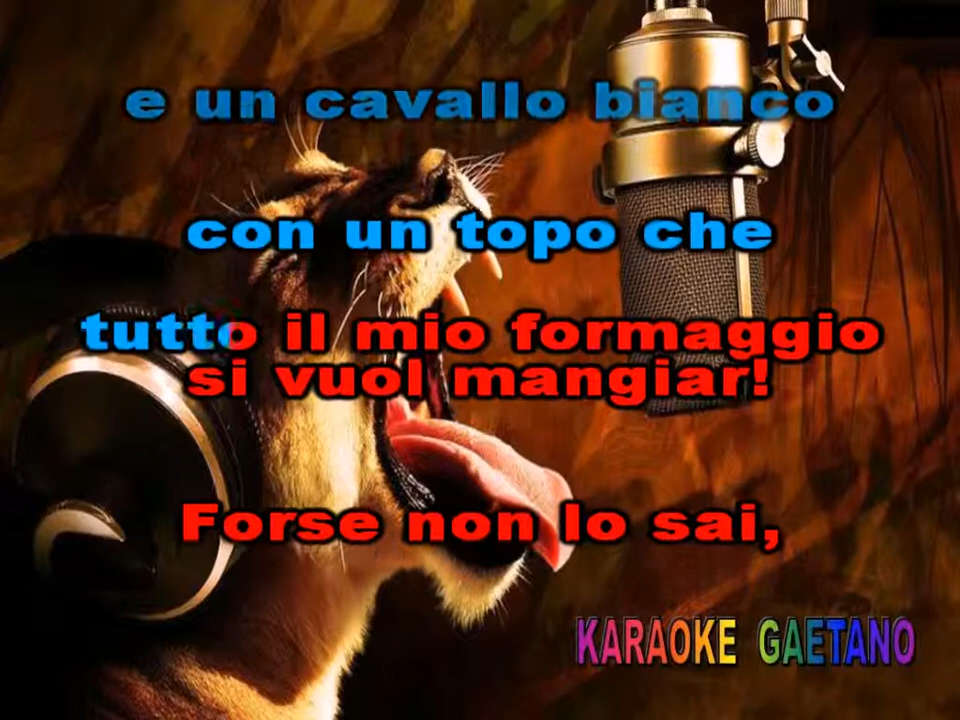 e un cavallo bianco
con un topo che
tutto il mio formaggio
si vuol mangiar!
Forse non lo sai,
KARAOKE GAETANO